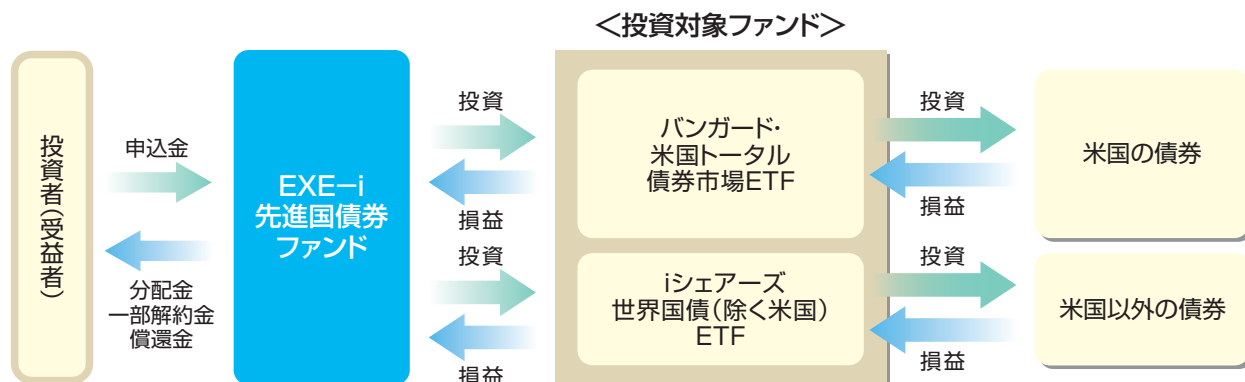 ＜投資対象ファンド＞
投資者（受益者）
申込金
分配金
一部解約金
償還金
EXE－i
先進国債券
ファンド
投資
損益
投資
損益
バンガード・
米国トータル
債券市場ETF
iシェアーズ
世界国債（除く米国）
ETF
投資
損益
投資
損益
米国の債券
米国以外の債券